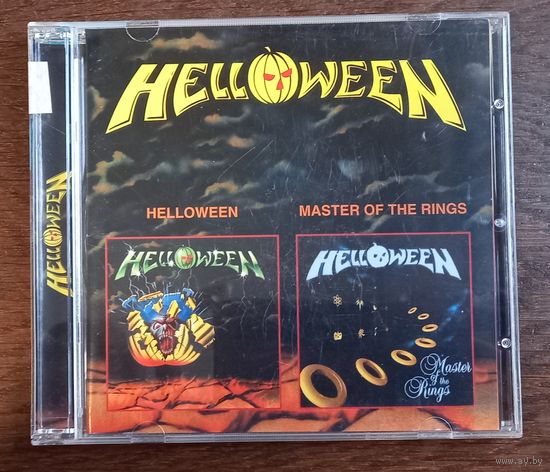 HELLOWEEN
HELLOWEEN
HELLOWEEN
MASTER OF THE RINGS
HELLOWEEN
HELLOWEEN
Master
of the
Rings
www.ay.by